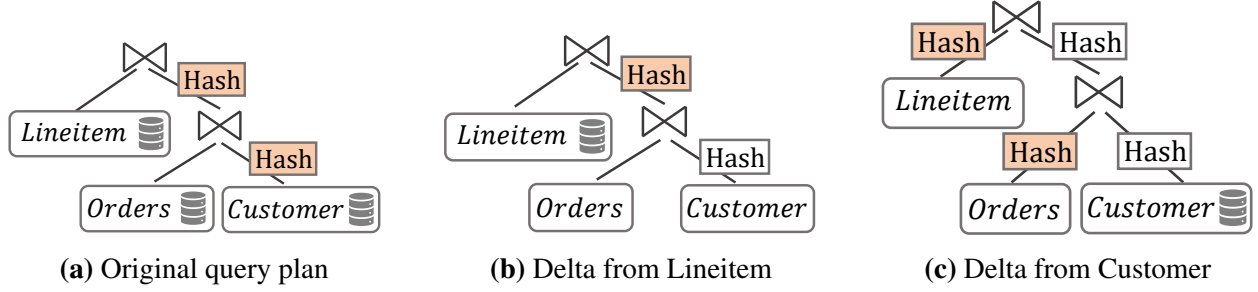 Hash
Lineitem
Hash
Orders
Customer
(a) Original query plan
Hash
Lineitem
Hash
Orders
Customer
(b) Delta from Lineitem
Hash
Hash
Lineitem
Hash
Hash
Orders
Customer
(c) Delta from Customer